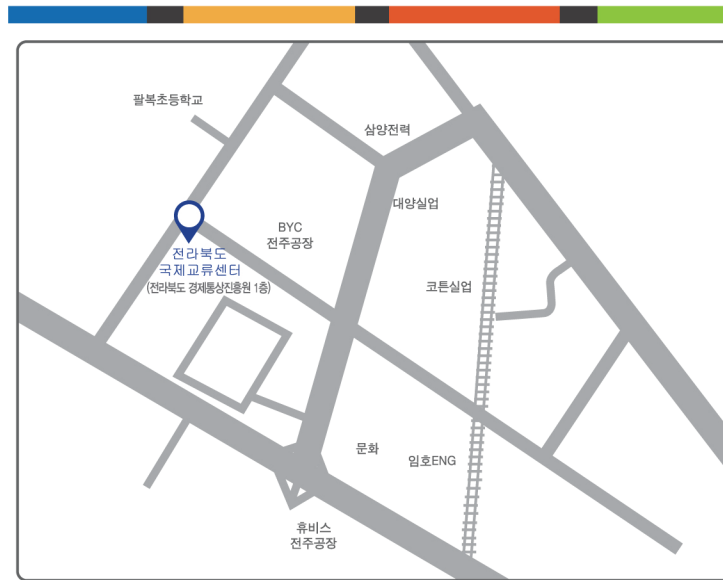 팔복초등학교
삼양전력
대양실업
BYC
전주공장
전라북도
국제교류센터
(전라북도 경제통상진흥원 1층)
코튼실업
문화
임호ENG
휴비스
전주공장